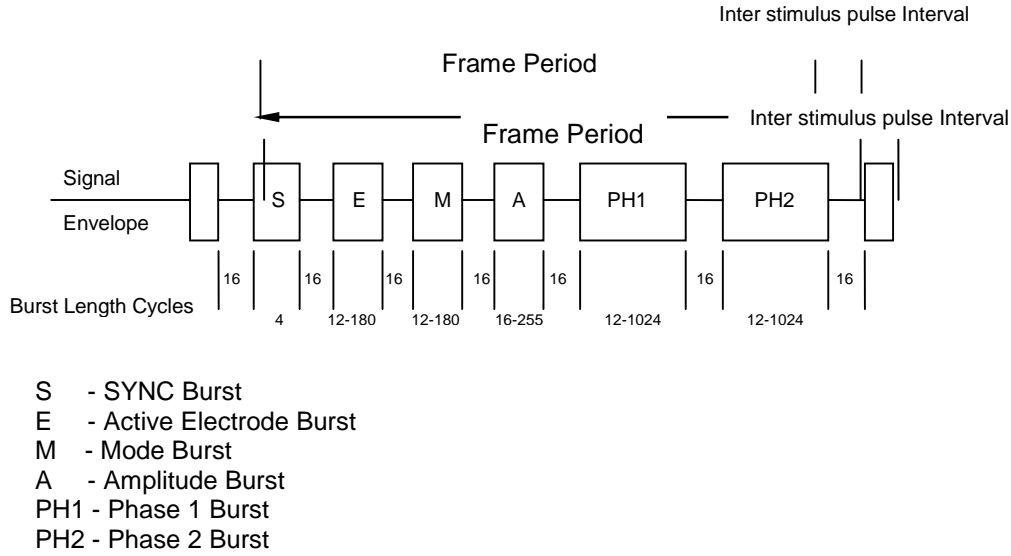 Inter stimulus pulse Interval
Frame Period
Inter stimulus pulse Interval
Frame Period
Signal
S E M A PH1 PH2
Envelope
16 16 16 16 16 16 16
Burst Length Cycles
4 12-180 12-180 16-255 12-1024 12-1024
S - SYNC Burst
E - Active Electrode Burst
M - Mode Burst
A - Amplitude Burst
PH1 - Phase 1 Burst
PH2 - Phase 2 Burst